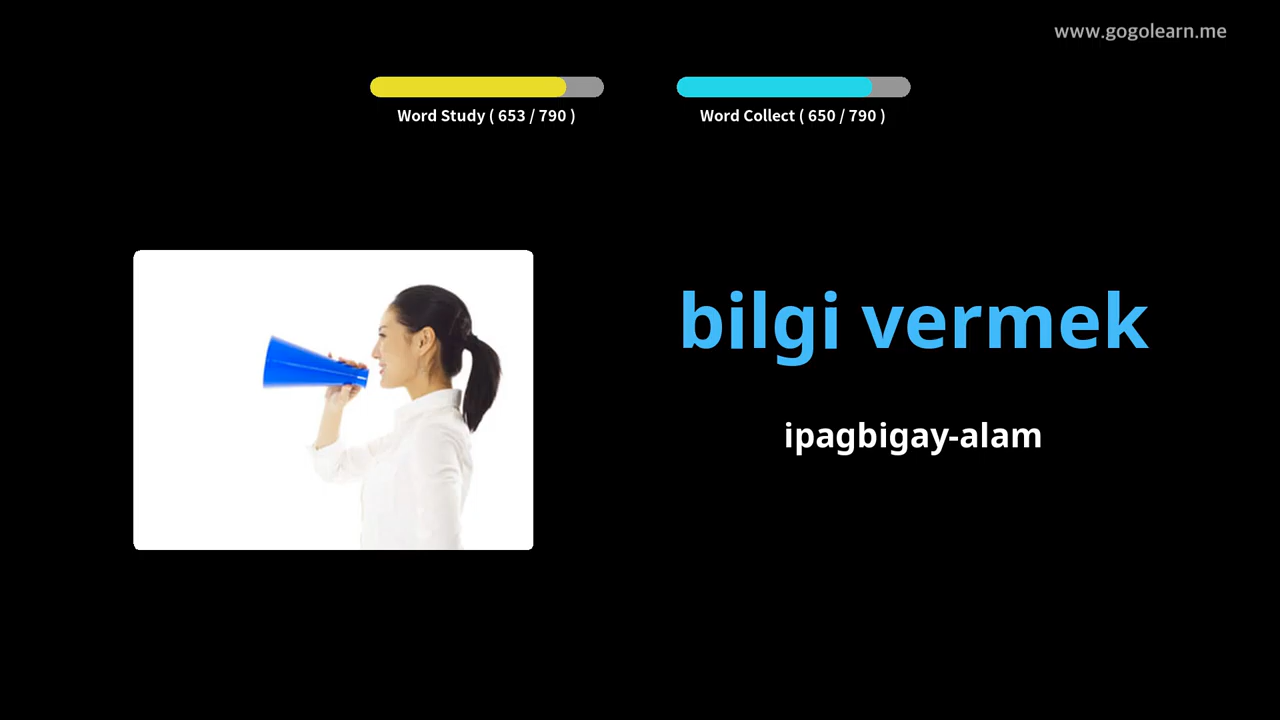 www.gogolearn.me
Word Study ( 653 / 790 )
Word Collect ( 650 / 790 )
bilgi vermek
ipagbigay-alam